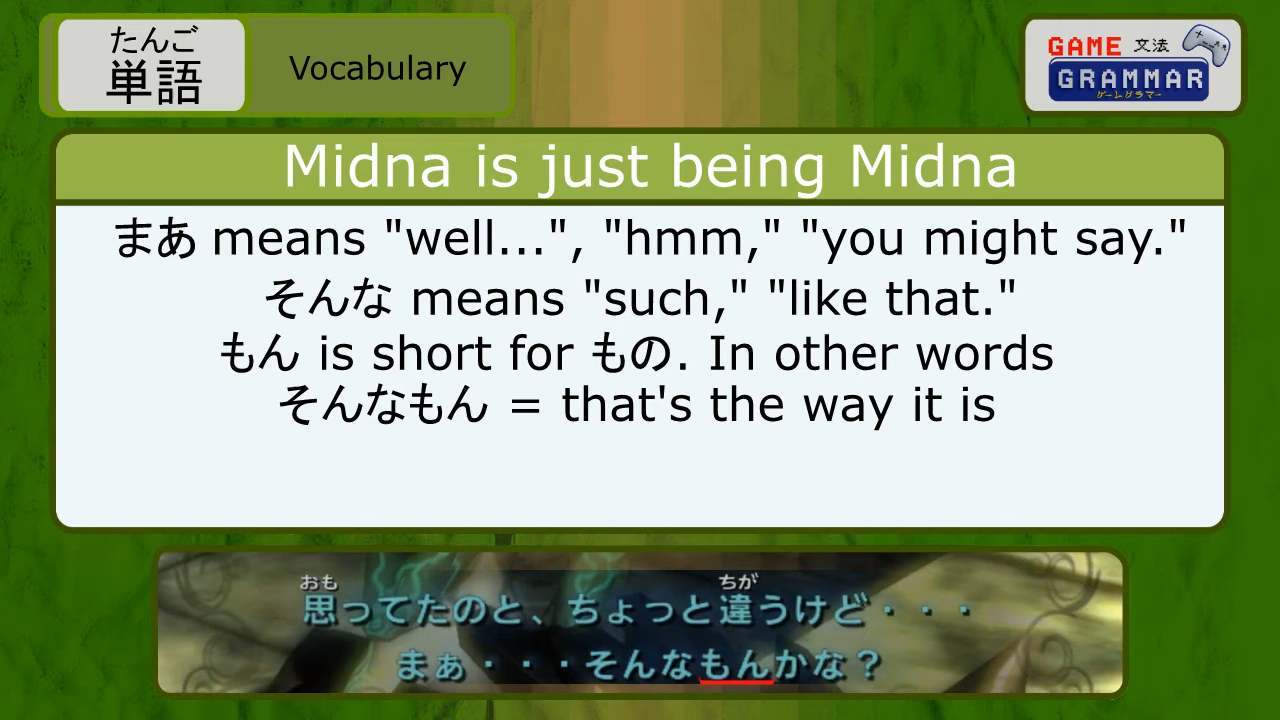 たんご
単語
Vocabulary
GAME 文法
GRAMMAR
ゲームグラマー
Midna is just being Midna
まあ means "well...", "hmm," "you might say."
そんな means "such," "like that."
もん is short for もの. In other words
そんなもん = that's the way it is
おも ちが
思ってたのと、ちょっと違うけど・・・
まぁ・・・そんなもんかな？